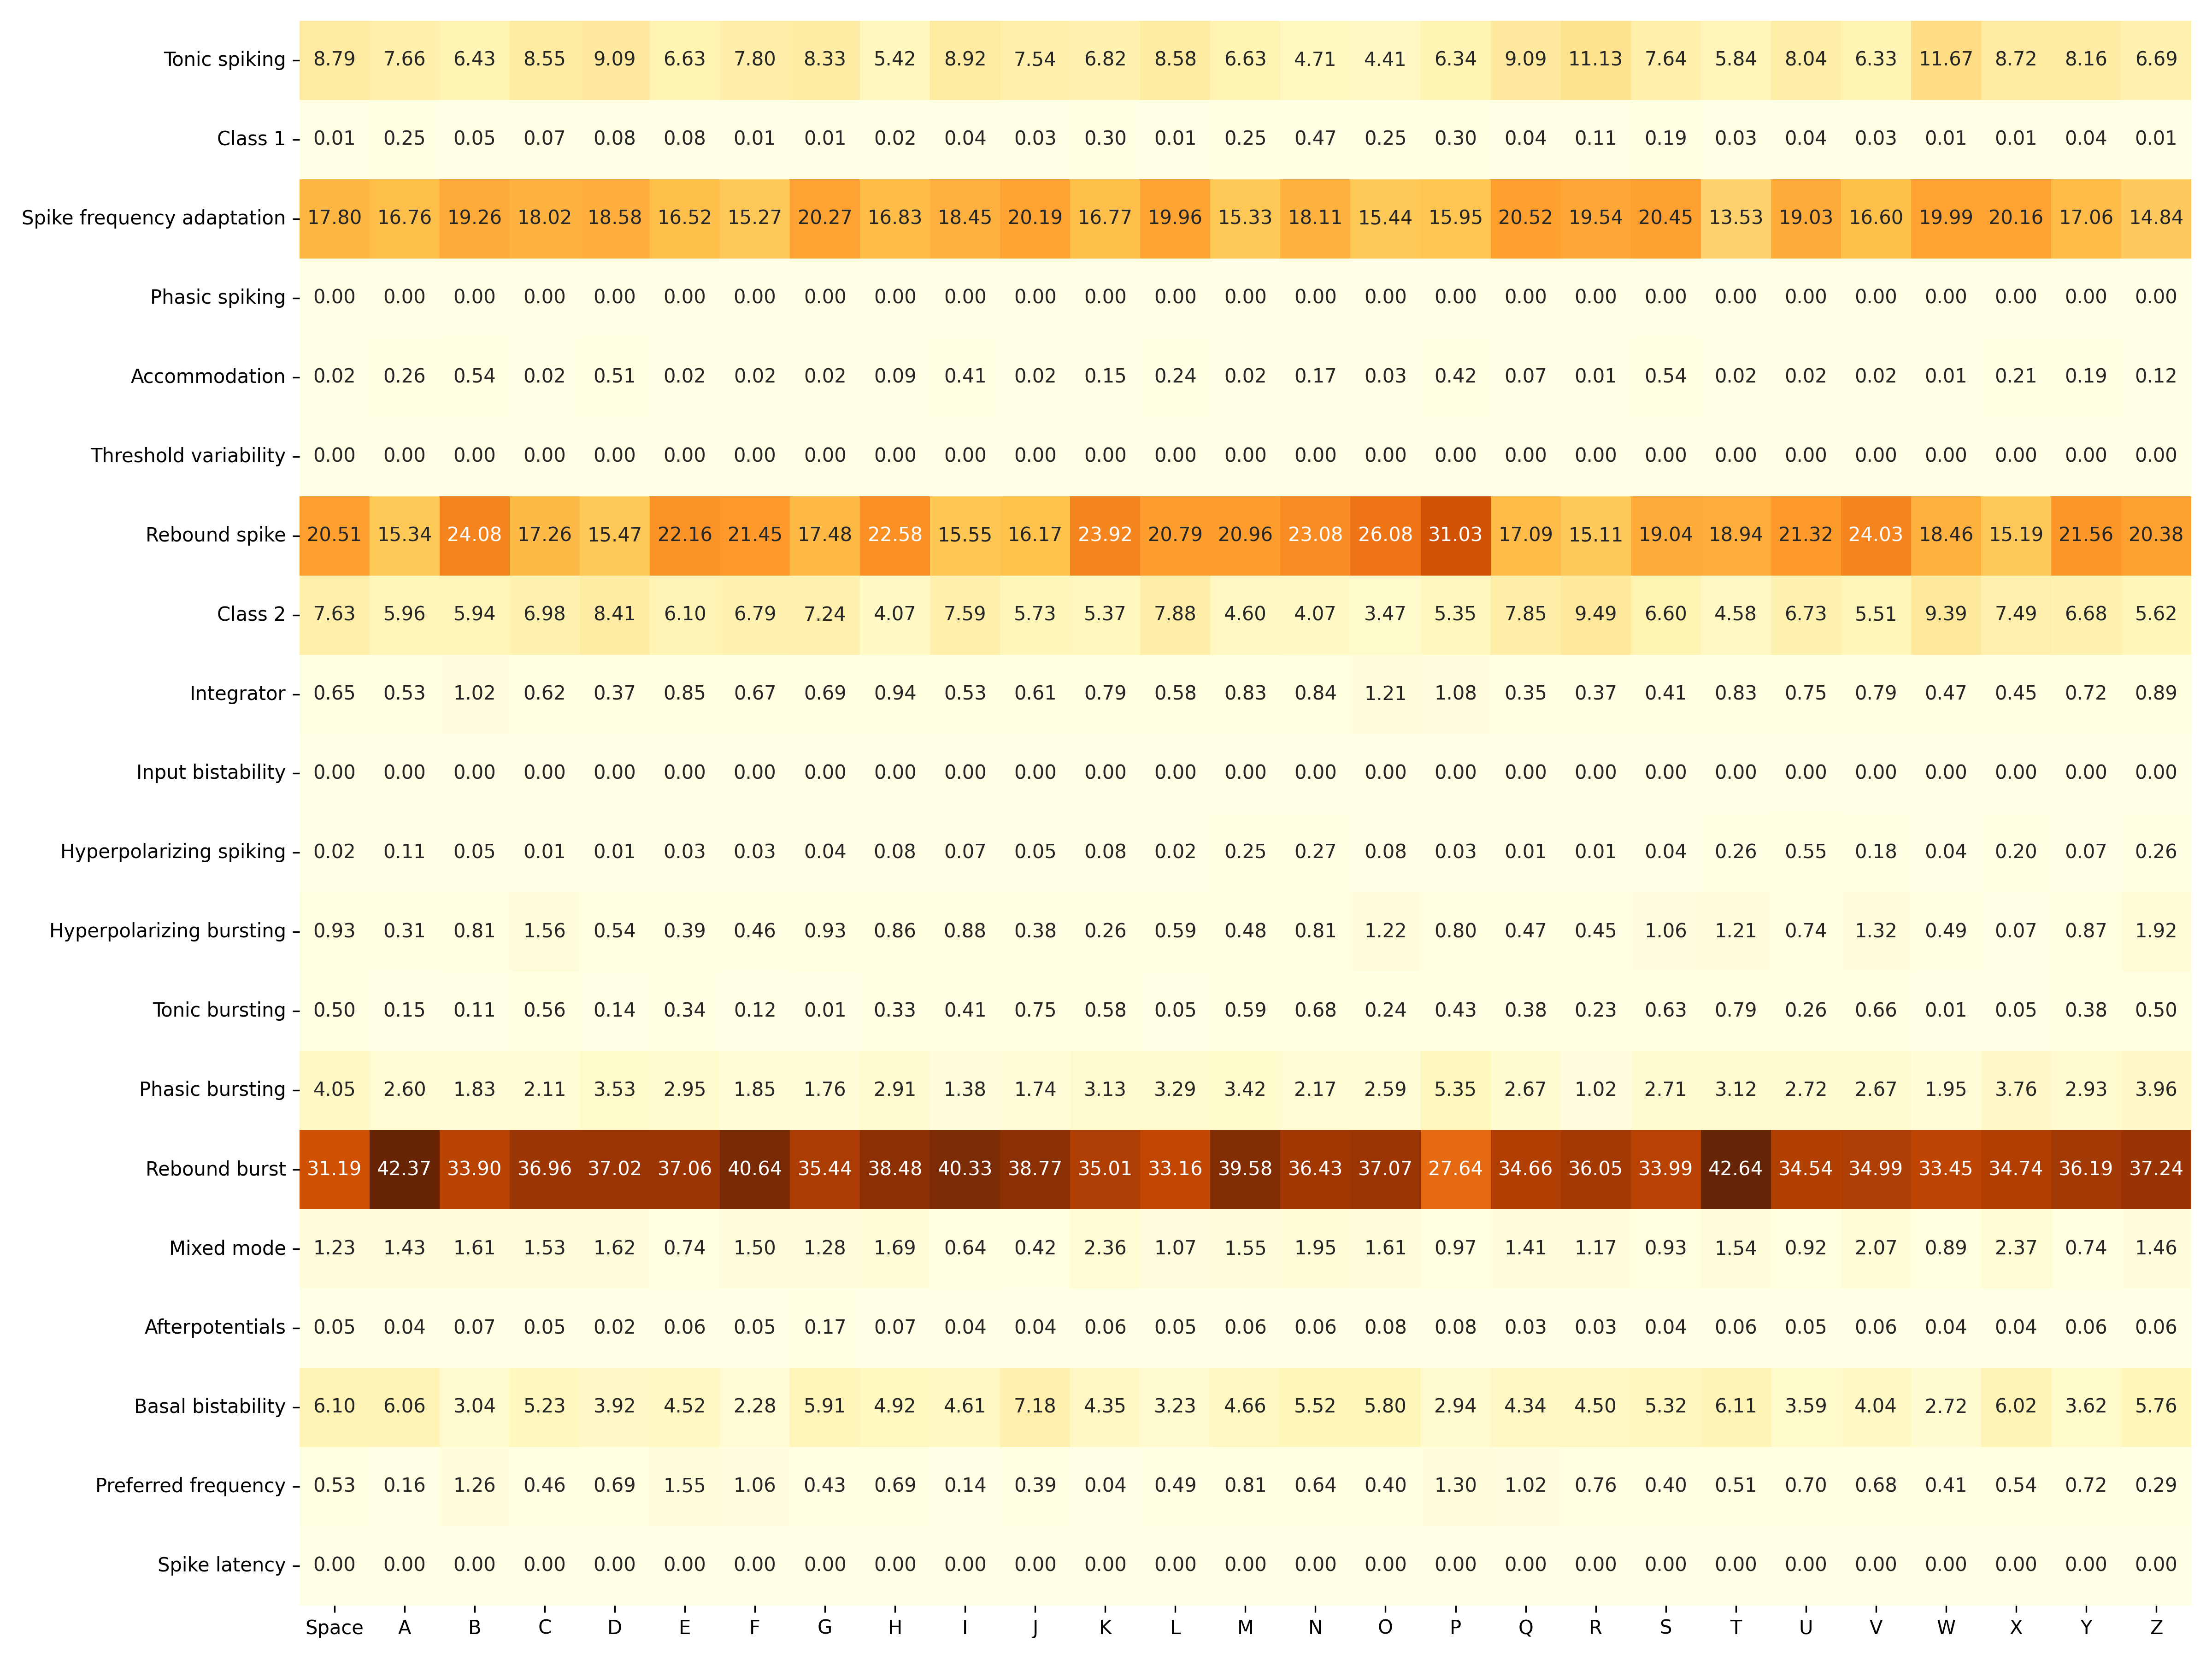 Tonic spiking 8.79 7.66 6.43 8.55 9.09 6.63 7.80 8.33 5.42 8.92 7.54 6.82 8.58 6.63 4.71 4.41 6.34 9.09 11.13 7.64 5.84 8.04 6.33 11.67 8.72 8.16 6.69
Class 1 0.01 0.25 0.05 0.07 0.08 0.08 0.01 0.01 0.02 0.04 0.03 0.30 0.01 0.25 0.47 0.25 0.30 0.04 0.11 0.19 0.03 0.04 0.03 0.01 0.01 0.04 0.01
Spike frequency adaptation 17.80 16.76 19.26 18.02 18.58 16.52 15.27 20.27 16.83 18.45 20.19 16.77 19.96 15.33 18.11 15.44 15.95 20.52 19.54 20.45 13.53 19.03 16.60 19.99 20.16 17.06 14.84
Phasic spiking 0.00 0.00 0.00 0.00 0.00 0.00 0.00 0.00 0.00 0.00 0.00 0.00 0.00 0.00 0.00 0.00 0.00 0.00 0.00 0.00 0.00 0.00 0.00 0.00 0.00 0.00 0.00
Accommodation 0.02 0.26 0.54 0.02 0.51 0.02 0.02 0.02 0.09 0.41 0.02 0.15 0.24 0.02 0.17 0.03 0.42 0.07 0.01 0.54 0.02 0.02 0.02 0.01 0.21 0.19 0.12
Threshold variability 0.00 0.00 0.00 0.00 0.00 0.00 0.00 0.00 0.00 0.00 0.00 0.00 0.00 0.00 0.00 0.00 0.00 0.00 0.00 0.00 0.00 0.00 0.00 0.00 0.00 0.00 0.00
Rebound spike 20.51 15.34 24.08 17.26 15.47 22.16 21.45 17.48 22.58 15.55 16.17 23.92 20.79 20.96 23.08 26.08 31.03 17.09 15.11 19.04 18.94 21.32 24.03 18.46 15.19 21.56 20.38
Class 2 7.63 5.96 5.94 6.98 8.41 6.10 6.79 7.24 4.07 7.59 5.73 5.37 7.88 4.60 4.07 3.47 5.35 7.85 9.49 6.60 4.58 6.73 5.51 9.39 7.49 6.68 5.62
Integrator 0.65 0.53 1.02 0.62 0.37 0.85 0.67 0.69 0.94 0.53 0.61 0.79 0.58 0.83 0.84 1.21 1.08 0.35 0.37 0.41 0.83 0.75 0.79 0.47 0.45 0.72 0.89
Input bistability 0.00 0.00 0.00 0.00 0.00 0.00 0.00 0.00 0.00 0.00 0.00 0.00 0.00 0.00 0.00 0.00 0.00 0.00 0.00 0.00 0.00 0.00 0.00 0.00 0.00 0.00 0.00
Hyperpolarizing spiking 0.02 0.11 0.05 0.01 0.01 0.03 0.03 0.04 0.08 0.07 0.05 0.08 0.02 0.25 0.27 0.08 0.03 0.01 0.01 0.04 0.26 0.55 0.18 0.04 0.20 0.07 0.26
Hyperpolarizing bursting 0.93 0.31 0.81 1.56 0.54 0.39 0.46 0.93 0.86 0.88 0.38 0.26 0.59 0.48 0.81 1.22 0.80 0.47 0.45 1.06 1.21 0.74 1.32 0.49 0.07 0.87 1.92
Tonic bursting 0.50 0.15 0.11 0.56 0.14 0.34 0.12 0.01 0.33 0.41 0.75 0.58 0.05 0.59 0.68 0.24 0.43 0.38 0.23 0.63 0.79 0.26 0.66 0.01 0.05 0.38 0.50
Phasic bursting 4.05 2.60 1.83 2.11 3.53 2.95 1.85 1.76 2.91 1.38 1.74 3.13 3.29 3.42 2.17 2.59 5.35 2.67 1.02 2.71 3.12 2.72 2.67 1.95 3.76 2.93 3.96
Rebound burst 31.19 42.37 33.90 36.96 37.02 37.06 40.64 35.44 38.48 40.33 38.77 35.01 33.16 39.58 36.43 37.07 27.64 34.66 36.05 33.99 42.64 34.54 34.99 33.45 34.74 36.19 37.24
Mixed mode 1.23 1.43 1.61 1.53 1.62 0.74 1.50 1.28 1.69 0.64 0.42 2.36 1.07 1.55 1.95 1.61 0.97 1.41 1.17 0.93 1.54 0.92 2.07 0.89 2.37 0.74 1.46
Afterpotentials 0.05 0.04 0.07 0.05 0.02 0.06 0.05 0.17 0.07 0.04 0.04 0.06 0.05 0.06 0.06 0.08 0.08 0.03 0.03 0.04 0.06 0.05 0.06 0.04 0.04 0.06 0.06
Basal bistability 6.10 6.06 3.04 5.23 3.92 4.52 2.28 5.91 4.92 4.61 7.18 4.35 3.23 4.66 5.52 5.80 2.94 4.34 4.50 5.32 6.11 3.59 4.04 2.72 6.02 3.62 5.76
Preferred frequency 0.53 0.16 1.26 0.46 0.69 1.55 1.06 0.43 0.69 0.14 0.39 0.04 0.49 0.81 0.64 0.40 1.30 1.02 0.76 0.40 0.51 0.70 0.68 0.41 0.54 0.72 0.29
Spike latency 0.00 0.00 0.00 0.00 0.00 0.00 0.00 0.00 0.00 0.00 0.00 0.00 0.00 0.00 0.00 0.00 0.00 0.00 0.00 0.00 0.00 0.00 0.00 0.00 0.00 0.00 0.00
Space A B C D E F G H I J K L M N O P Q R S T U V W X Y Z